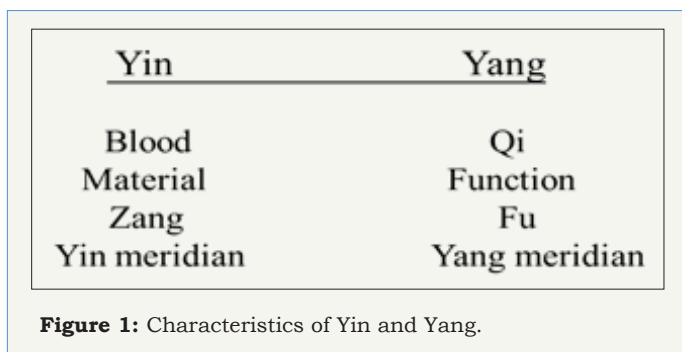 Yin Yang
Blood Qi
Material Function
Zang Fu
Yin meridian Yang meridian
Figure 1: Characteristics of Yin and Yang.